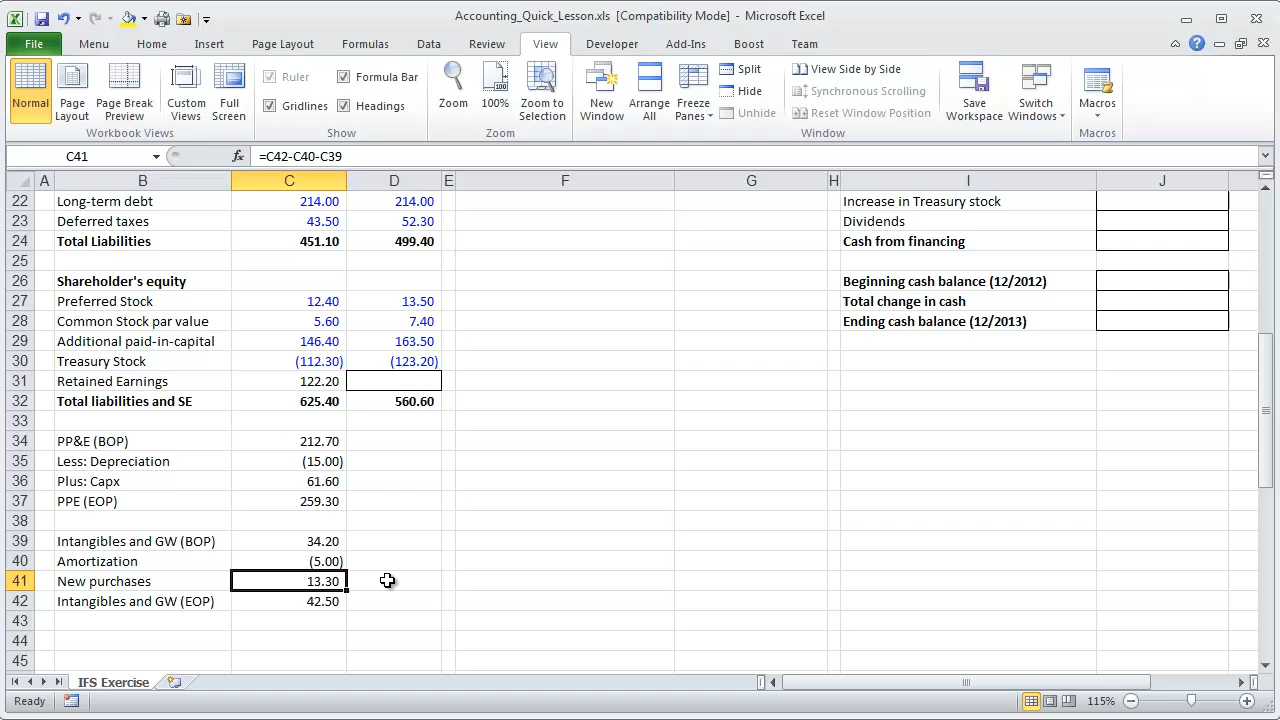 Accounting_Quick_Lesson.xls [Compatibility Mode] - Microsoft Excel
File Menu Home Insert Page Layout Formulas Data Review View Developer Add-Ins Boost Team
Normal Page Layout Page Break Preview Custom Views Full Screen
Workbook Views
Ruler Formula Bar
Gridlines Headings
Show
Zoom 100% Zoom to Selection
Zoom
New Window Arrange All Freeze Panes
Split View Side by Side
Hide Synchronous Scrolling
Unhide Reset Window Position
Save Workspace Switch Windows
Window
Macros
Macros
C41 fx =C42-C40-C39
A B C D E F G H I J
22 Long-term debt 214.00 214.00 Increase in Treasury stock
23 Deferred taxes 43.50 52.30 Dividends
24 Total Liabilities 451.10 499.40 Cash from financing
25
26 Shareholder's equity Beginning cash balance (12/2012)
27 Preferred Stock 12.40 13.50 Total change in cash
28 Common Stock par value 5.60 7.40 Ending cash balance (12/2013)
29 Additional paid-in-capital 146.40 163.50
30 Treasury Stock (112.30) (123.20)
31 Retained Earnings 122.20
32 Total liabilities and SE 625.40 560.60
33
34 PP&E (BOP) 212.70
35 Less: Depreciation (15.00)
36 Plus: Capx 61.60
37 PPE (EOP) 259.30
38
39 Intangibles and GW (BOP) 34.20
40 Amortization (5.00)
41 New purchases 13.30
42 Intangibles and GW (EOP) 42.50
43
44
45
IFS Exercise
Ready 115%